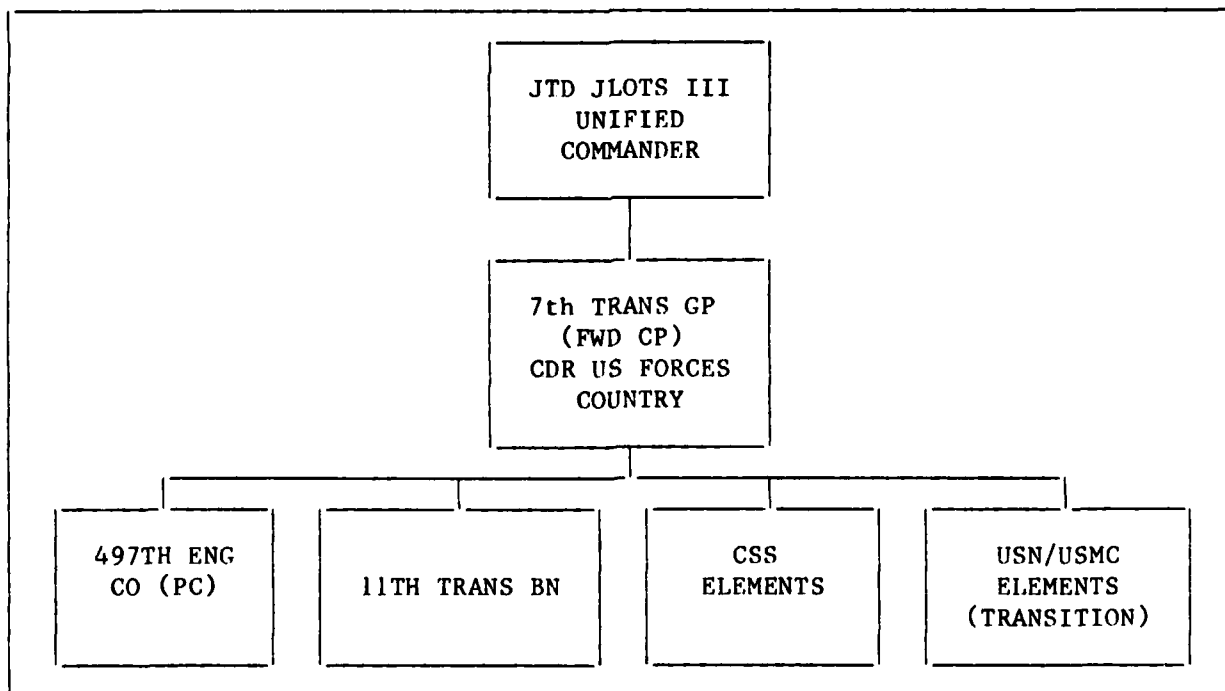 JTD JLOTS III
UNIFIED
COMMANDER
7th TRANS GP
(FWD CP)
CDR US FORCES
COUNTRY
497TH ENG
CO (PC)
11TH TRANS BN
CSS
ELEMENTS
USN/USMC
ELEMENTS
(TRANSITION)